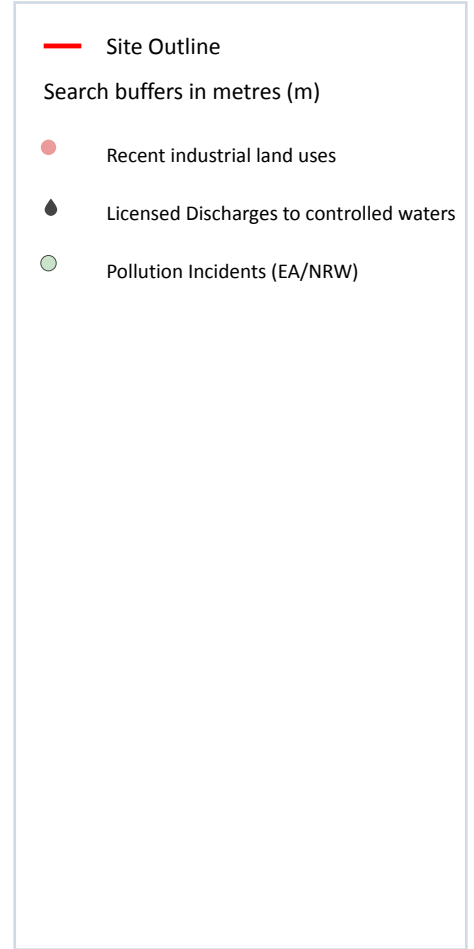 Site Outline
Search buffers in metres (m)
Recent industrial land uses
Licensed Discharges to controlled waters
Pollution Incidents (EA/NRW)